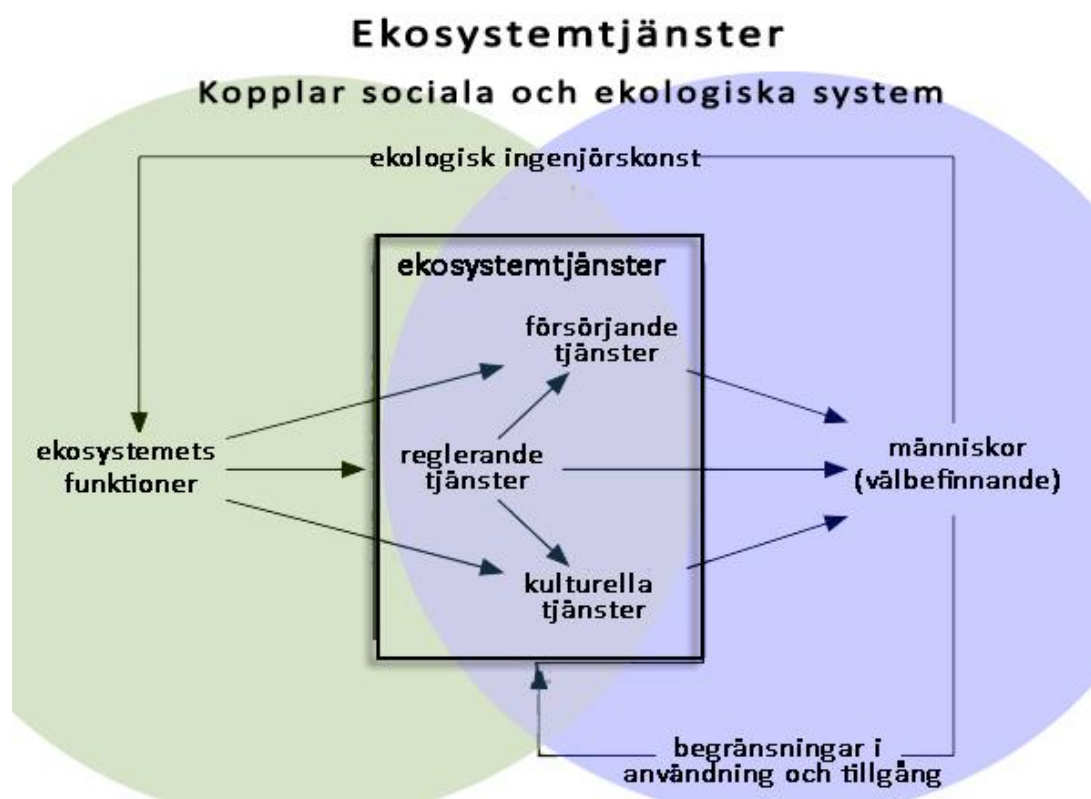 Ekosystemtjänster
Kopplar sociala och ekologiska system
ekologisk ingenjörskonst
ekosystemtjänster
försörjande
tjänster
ekosystemets
funktioner
reglerande
tjänster
människor
(välbefinnande)
kulturella
tjänster
begränsningar i
användning och tillgång